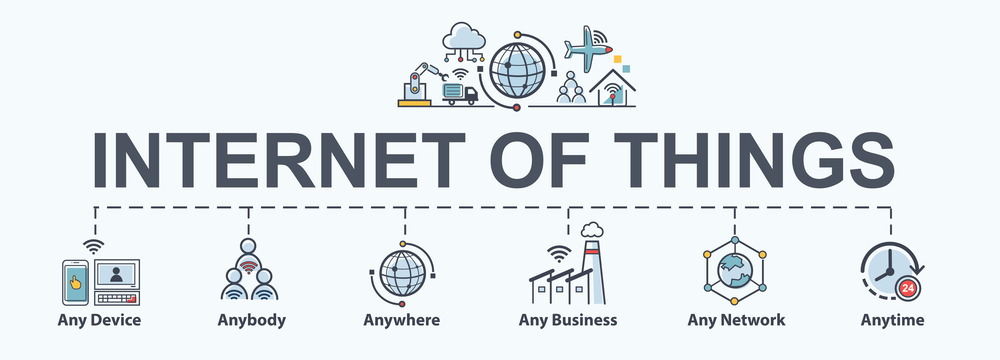 INTERNET OF THINGS
Any Device
Anybody
Anywhere
Any Business
Any Network
24
Anytime